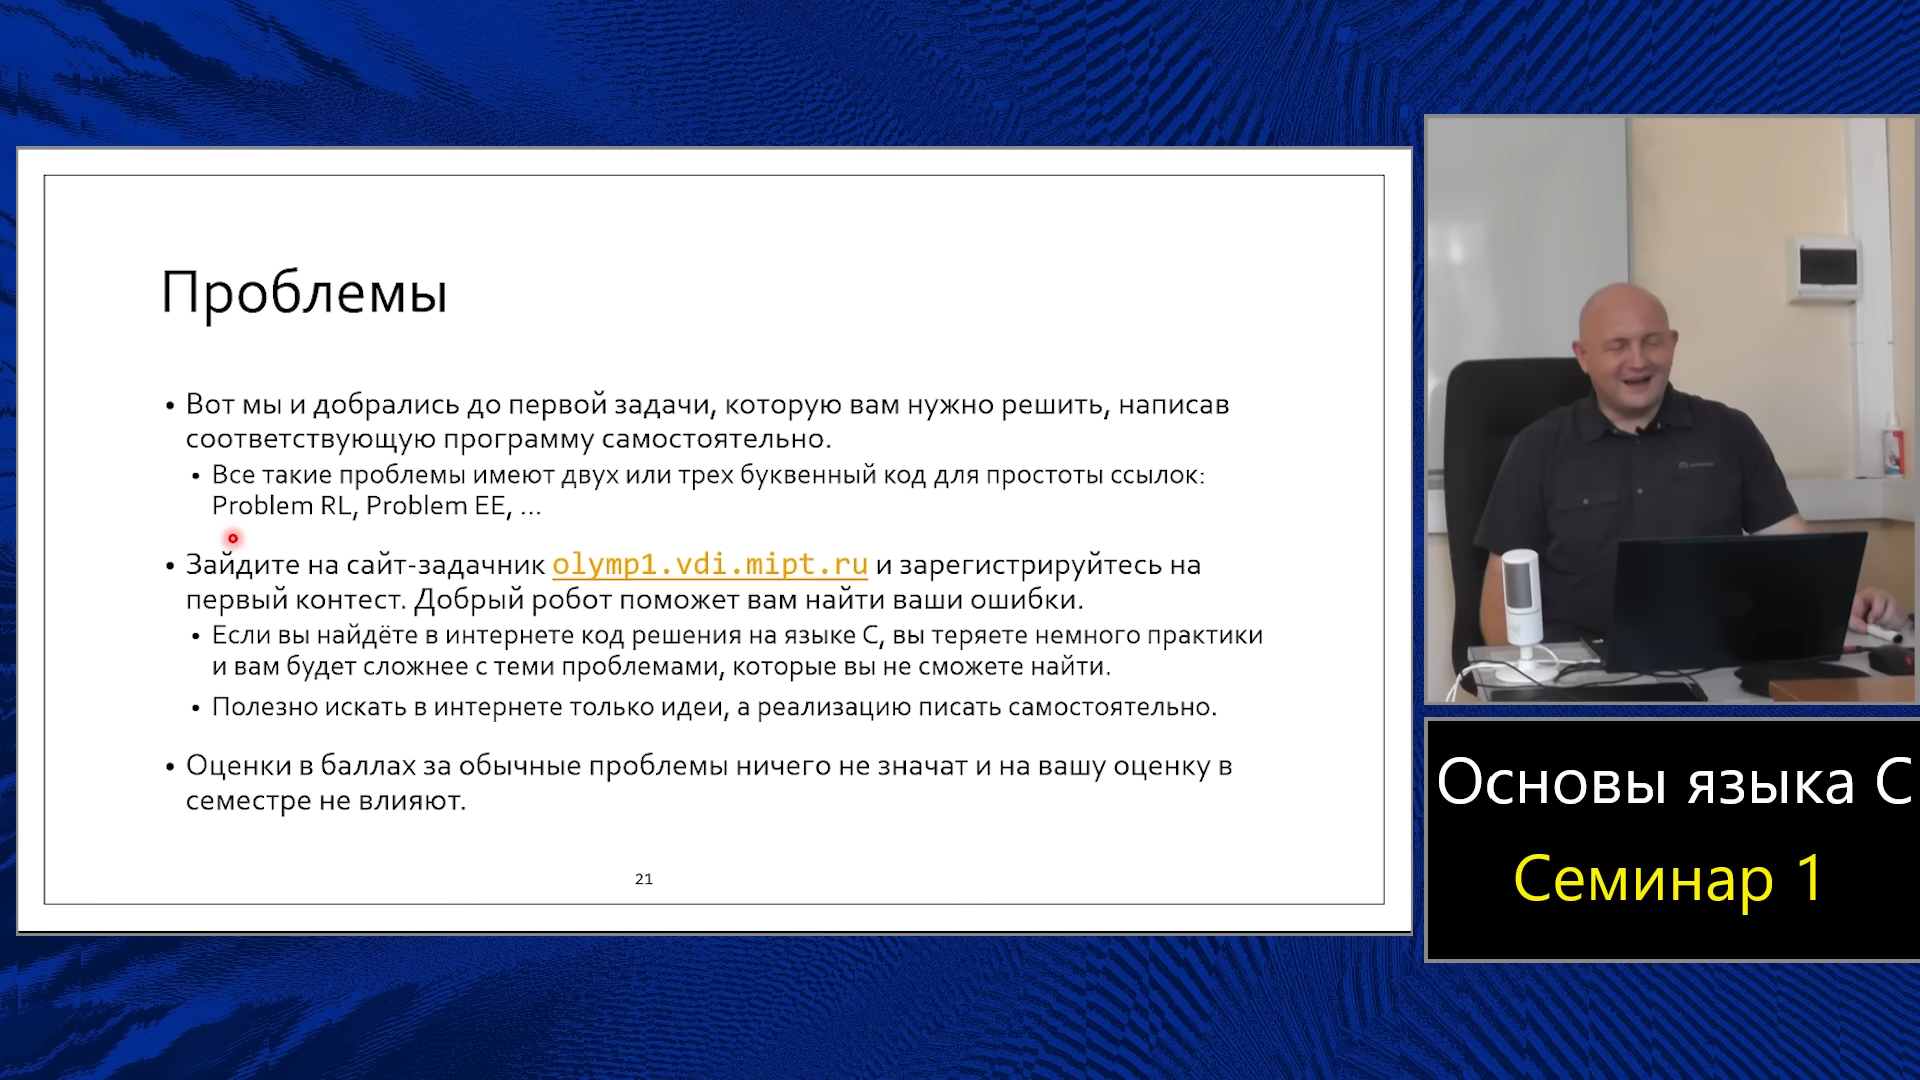 Проблемы
• Вот мы и добрались до первой задачи, которую вам нужно решить, написав
соответствующую программу самостоятельно.
• Все такие проблемы имеют двух или трех буквенный код для простоты ссылок:
Problem RL, Problem EE, ...
• Зайдите на сайт-задачник olymp1.vdi.mipt.ru и зарегистрируйтесь на
первый контест. Добрый робот поможет вам найти ваши ошибки.
• Если вы найдёте в интернете код решения на языке C, вы теряете немного практики
и вам будет сложнее с теми проблемами, которые вы не сможете найти.
• Полезно искать в интернете только идеи, а реализацию писать самостоятельно.
• Оценки в баллах за обычные проблемы ничего не значат и на вашу оценку в
семестре не влияют.
21
Основы языка C
Семинар 1